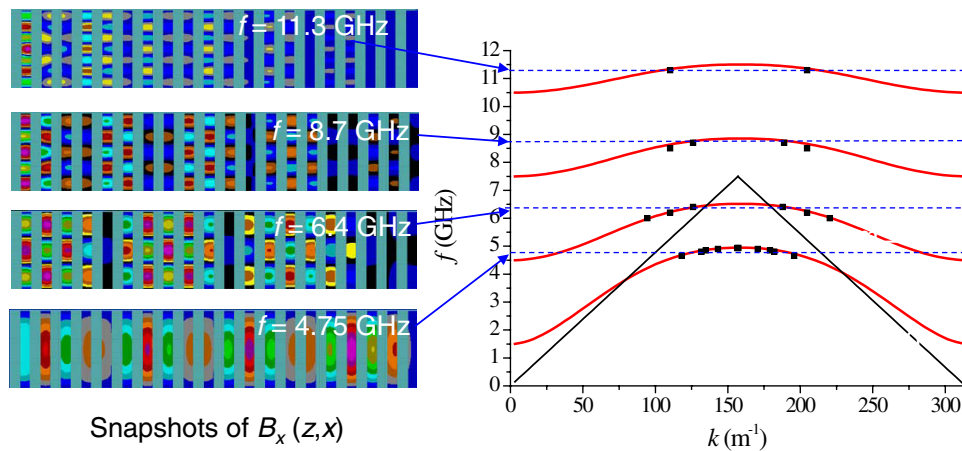 f = 11.3 GHz
f = 8.7 GHz
f = 6.4 GHz
f = 4.75 GHz
Snapshots of Bₓ (z,x)
12
11
10
9
8
7
6
5
4
3
2
1
0
f (GHz)
0 50 100 150 200 250 300
k (m⁻¹)